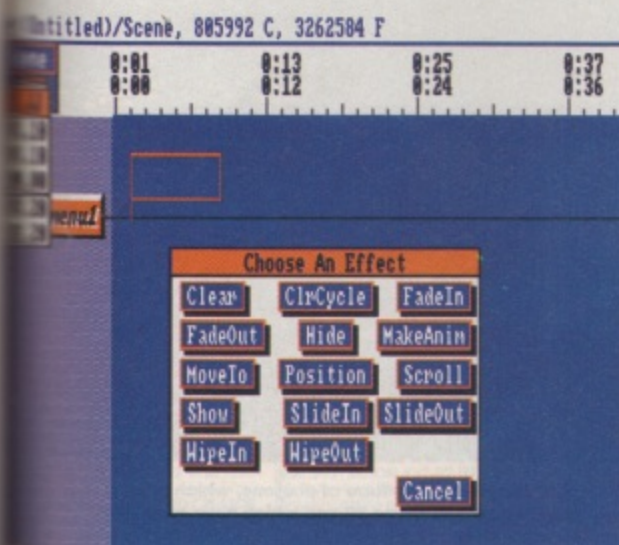 titled)/Scene, 805992 C, 3262584 F
0:01 0:13 0:25 0:37
0:00 0:12 0:24 0:36
menu1
Choose An Effect
Clear ClrCycle FadeIn
FadeOut Hide MakeAnim
MoveTo Position Scroll
Show SlideIn SlideOut
WipeIn WipeOut
Cancel